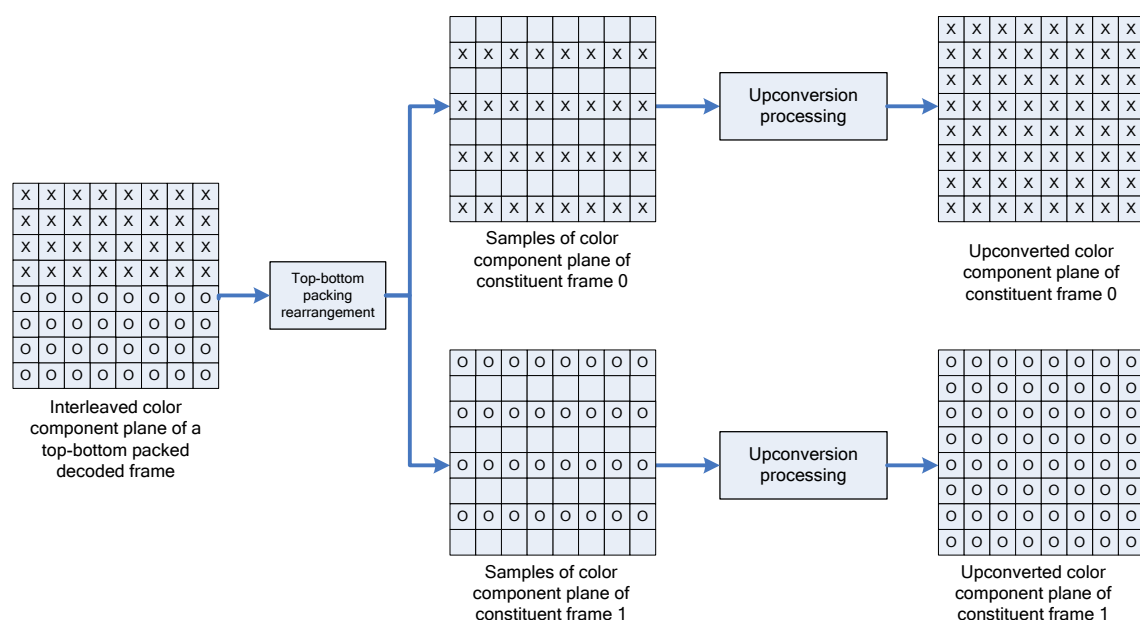 X X X X X X X X
X X X X X X X X
X X X X X X X X
X X X X X X X X
O O O O O O O O
O O O O O O O O
O O O O O O O O
O O O O O O O O
Interleaved color
component plane of a
top-bottom packed
decoded frame
Top-bottom
packing
rearrangement
X X X X X X X X
X X X X X X X X
X X X X X X X X
X X X X X X X X
Samples of color
component plane of
constituent frame 0
Upconversion
processing
X X X X X X X X
X X X X X X X X
X X X X X X X X
X X X X X X X X
X X X X X X X X
X X X X X X X X
X X X X X X X X
X X X X X X X X
Upconverted color
component plane of
constituent frame 0
O O O O O O O O
O O O O O O O O
O O O O O O O O
O O O O O O O O
Samples of color
component plane of
constituent frame 1
Upconversion
processing
O O O O O O O O
O O O O O O O O
O O O O O O O O
O O O O O O O O
O O O O O O O O
O O O O O O O O
O O O O O O O O
O O O O O O O O
Upconverted color
component plane of
constituent frame 1